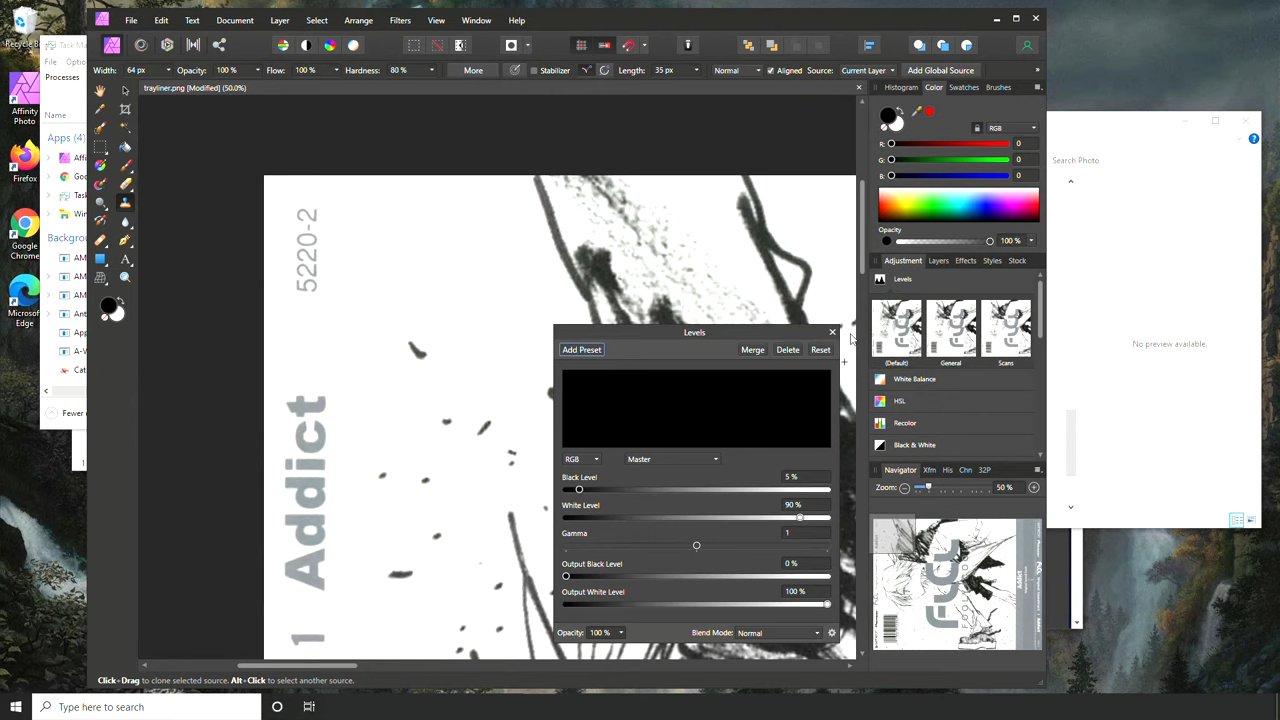 Recycle Bin
Affinity Photo
Firefox
Google Chrome
Microsoft Edge
File
Processes
Name
Apps (4)
Fewer
File Edit Text Document Layer Select Arrange Filters View Window Help
Width: 64 px Opacity: 100 % Flow: 100 % Hardness: 80 % More Stabilizer Length: 35 px Normal Aligned Source: Current Layer Add Global Source
trayliner.png [Modified] (50.0%)
5220-2
1 Addict
Levels
Add Preset Merge Delete Reset
RGB Master
Black Level 5 %
White Level 90 %
Gamma 1
Output Black Level 0 %
Output White Level 100 %
Opacity: 100 % Blend Mode: Normal
Histogram Color Swatches Brushes
RGB
R: 0
G: 0
B: 0
Opacity
100 %
Adjustment Layers Effects Styles Stock
Levels
(Default) General Scans
White Balance
HSL
Recolor
Black & White
Navigator Xfm His Chn 32P
Zoom: 50 %
Search Photo
No preview available.
Click+Drag to clone selected source. Alt+Click to select another source.
Type here to search